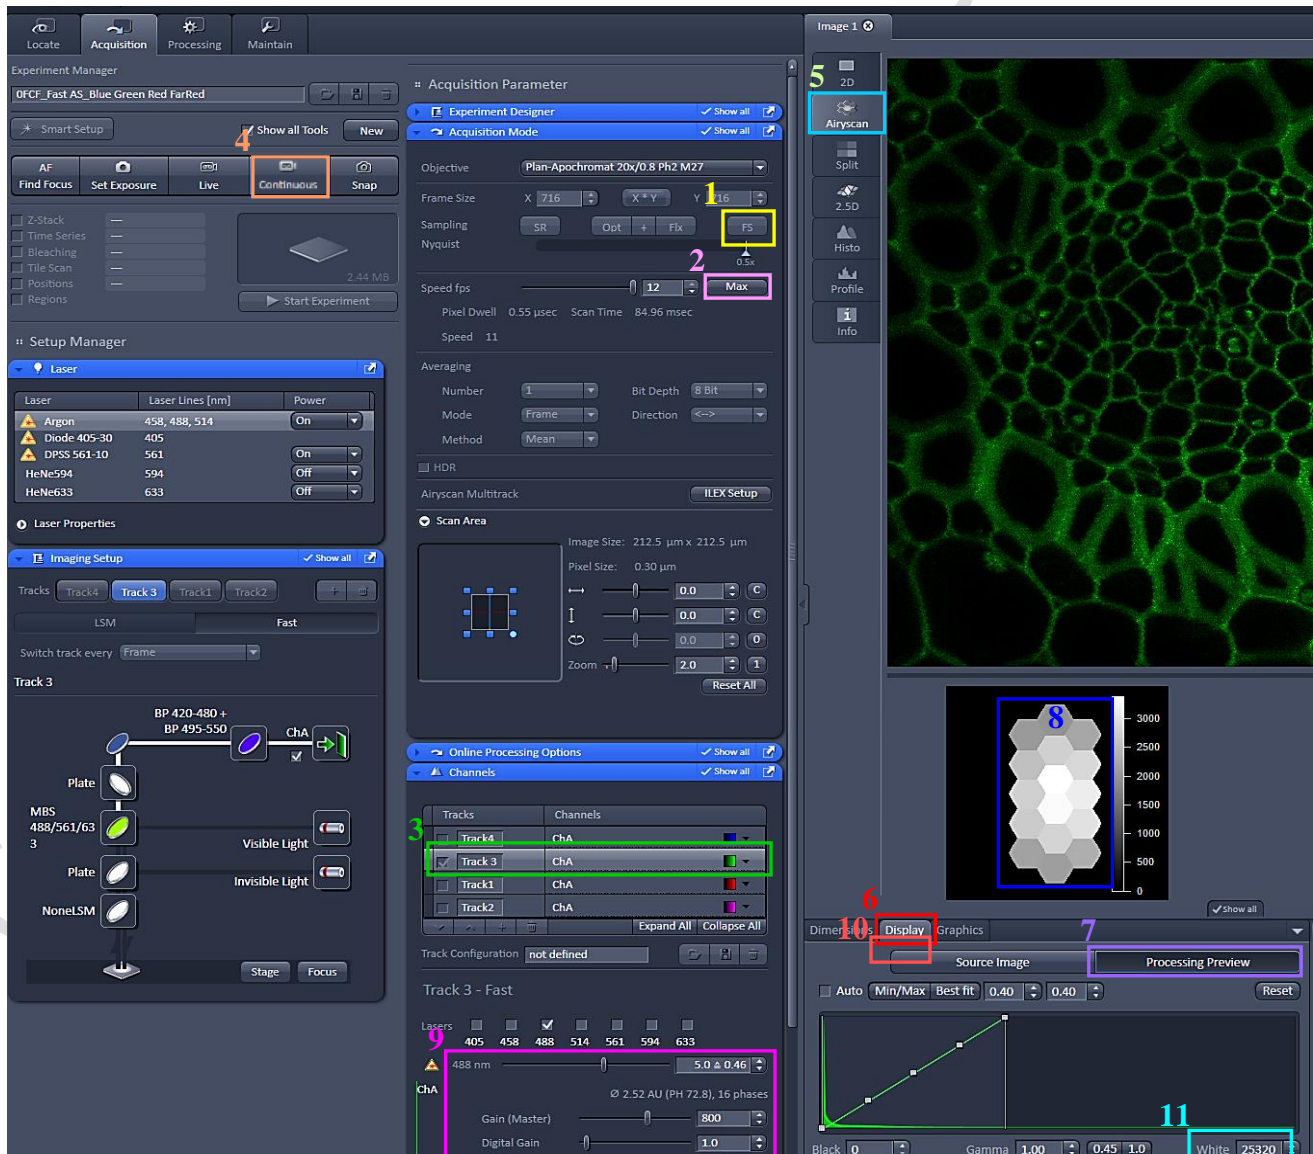 Locate
Acquisition
Processing
Maintain
Experiment Manager
0FCF_Fast AS_Blue Green Red FarRed
Smart Setup
Show all Tools
New
4
AF
Find Focus
Set Exposure
Live
Continuous
Snap
Z-Stack
Time Series
Bleaching
Tile Scan
Positions
Regions
2.44 MB
Start Experiment
Setup Manager
Laser
Laser Laser Lines [nm] Power
Argon 458, 488, 514 On
Diode 405-30 405
DPSS 561-10 561 On
HeNe594 594 Off
HeNe633 633 Off
Laser Properties
Imaging Setup Show all
Tracks Track4 Track 3 Track1 Track2
LSM Fast
Switch track every Frame
Track 3
BP 420-480 +
BP 495-550
ChA
Plate
MBS
488/561/63
3
Visible Light
Plate
Invisible Light
NoneLSM
Stage Focus
Acquisition Parameter
Experiment Designer Show all
Acquisition Mode Show all
Objective Plan-Apochromat 20x/0.8 Ph2 M27
1
Frame Size X 716 X * Y Y 716
Sampling SR Opt + Flx FS
Nyquist
0.5x
2
Speed fps 12 Max
Pixel Dwell 0.55 µsec Scan Time 84.96 msec
Speed 11
Averaging
Number 1 Bit Depth 8 Bit
Mode Frame Direction <-->
Method Mean
HDR
Airyscan Multitrack ILEX Setup
Scan Area
Image Size: 212.5 µm x 212.5 µm
Pixel Size: 0.30 µm
0.0 C
0.0 C
0.0 0
Zoom 2.0 1
Reset All
Online Processing Options Show all
Channels Show all
Tracks Channels
3
Track4 ChA
Track 3 ChA
Track1 ChA
Track2 ChA
Expand All Collapse All
Track Configuration not defined
Track 3 - Fast
Lasers
405 458 488 514 561 594 633
9
488 nm 5.0 ≙ 0.46
ChA
Ø 2.52 AU (PH 72.8), 16 phases
Gain (Master) 800
Digital Gain 1.0
Image 1
5
2D
Airyscan
Split
2.5D
Histo
Profile
Info
8
3000
2500
2000
1500
1000
500
0
Show all
6
10
7
Dimensions Display Graphics
Source Image Processing Preview
Auto Min/Max Best fit 0.40 0.40 Reset
11
Black 0 Gamma 1.00 0.45 1.0 White 25320